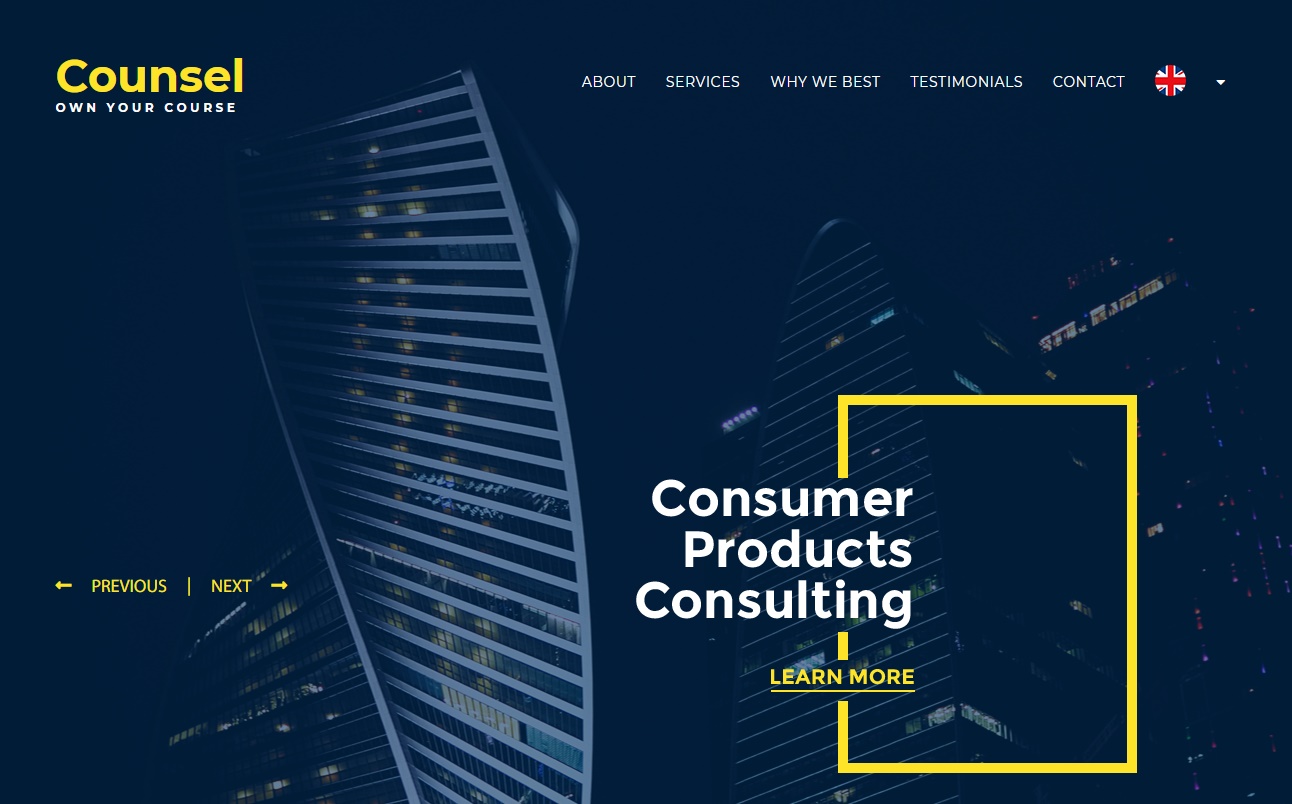 Counsel
OWN YOUR COURSE
ABOUT SERVICES WHY WE BEST TESTIMONIALS CONTACT
Consumer
Products
Consulting
PREVIOUS | NEXT
LEARN MORE